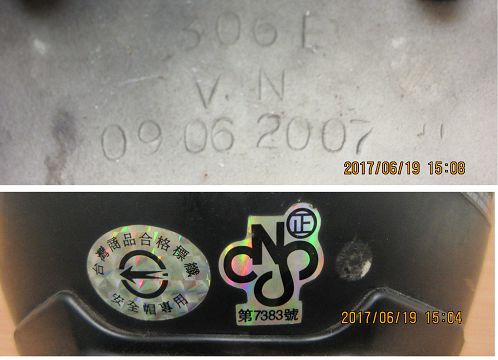 306
V.N
09 06 2007
2017/06/19 15:08
台灣商品合格標籤
安全帽專用
正
CNS
第7383號
2017/06/19 15:04